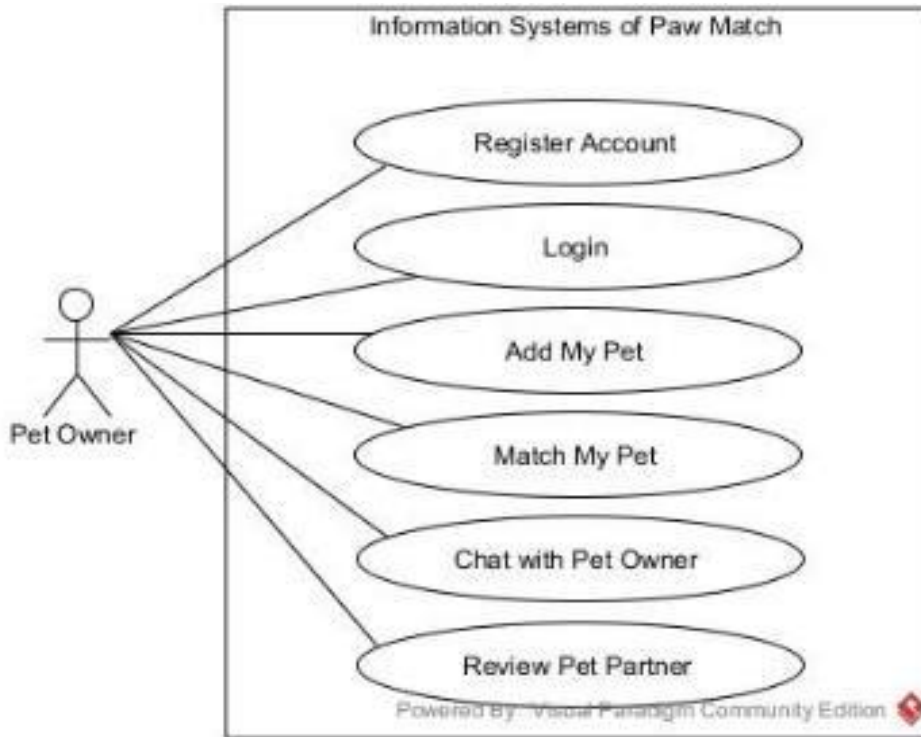 Information Systems of Paw Match
Register Account
Login
Add My Pet
Pet Owner
Match My Pet
Chat with Pet Owner
Review Pet Partner
Powered By Visual Paradigm Community Edition